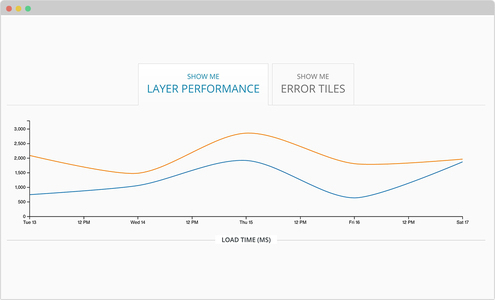 SHOW ME
LAYER PERFORMANCE
SHOW ME
ERROR TILES
3,000
2,500
2,000
1,500
1,000
500
0
Tue 13 12 PM Wed 14 12 PM Thu 15 12 PM Fri 16 12 PM Sat 17
LOAD TIME (MS)